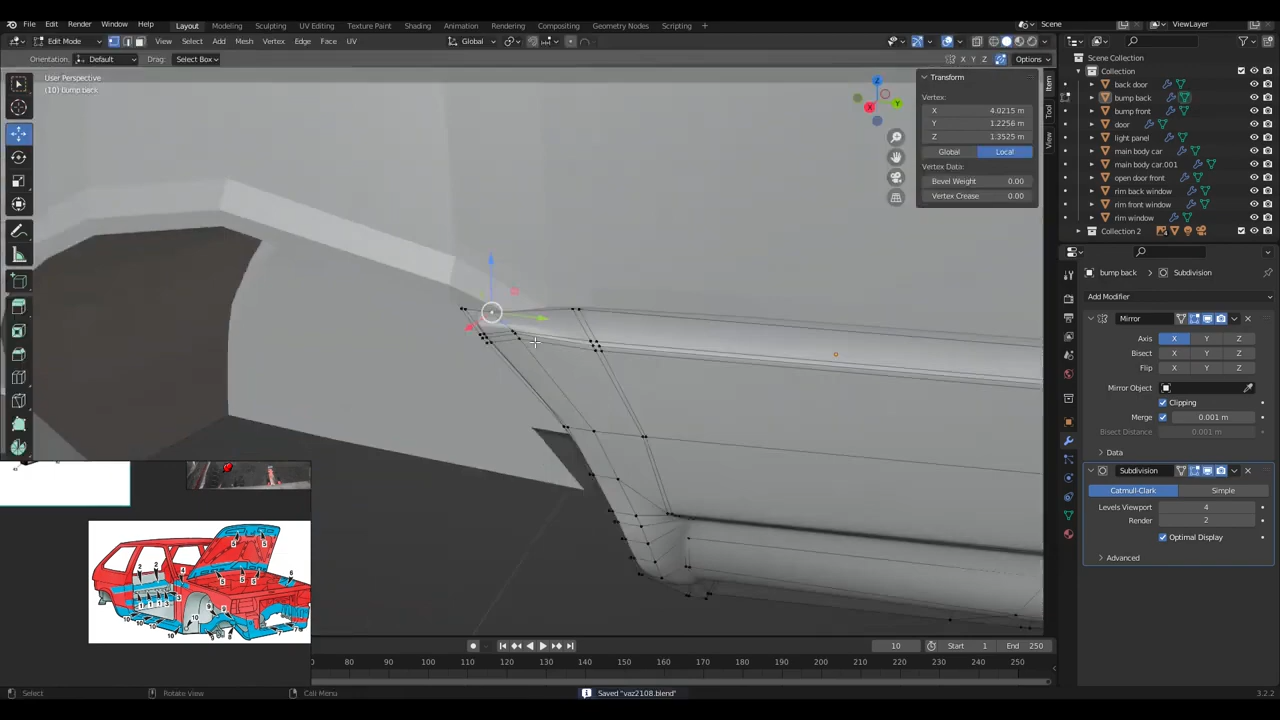 File Edit Render Window Help Layout Modeling Sculpting UV Editing Texture Paint Shading Animation Rendering Compositing Geometry Nodes Scripting + Scene ViewLayer
Edit Mode View Select Add Mesh Vertex Edge Face UV Global
Orientation: Default Drag: Select Box X Y Z Options
User Perspective
(10) bump back
Transform
Vertex:
X 4.0215 m
Y 1.2256 m
Z 1.3525 m
Global Local
Vertex Data:
Bevel Weight 0.00
Vertex Crease 0.00
Item
Tool
View
Scene Collection
Collection
back door
bump back
bump front
door
light panel
main body car
main body car.001
open door front
rim back window
rim front window
rim window
Collection 2
bump back > Subdivision
Add Modifier
Mirror
Axis X Y Z
Bisect X Y Z
Flip X Y Z
Mirror Object
Clipping
Merge 0.001 m
Bisect Distance 0.001 m
Data
Subdivision
Catmull-Clark Simple
Levels Viewport 4
Render 2
Optimal Display
Advanced
10 Start 1 End 250
80 90 100 110 120 130 140 150 160 170 180 190 200 210 220 230 240 250
Select Rotate View Call Menu Saved "vaz2108.blend" 3.2.2